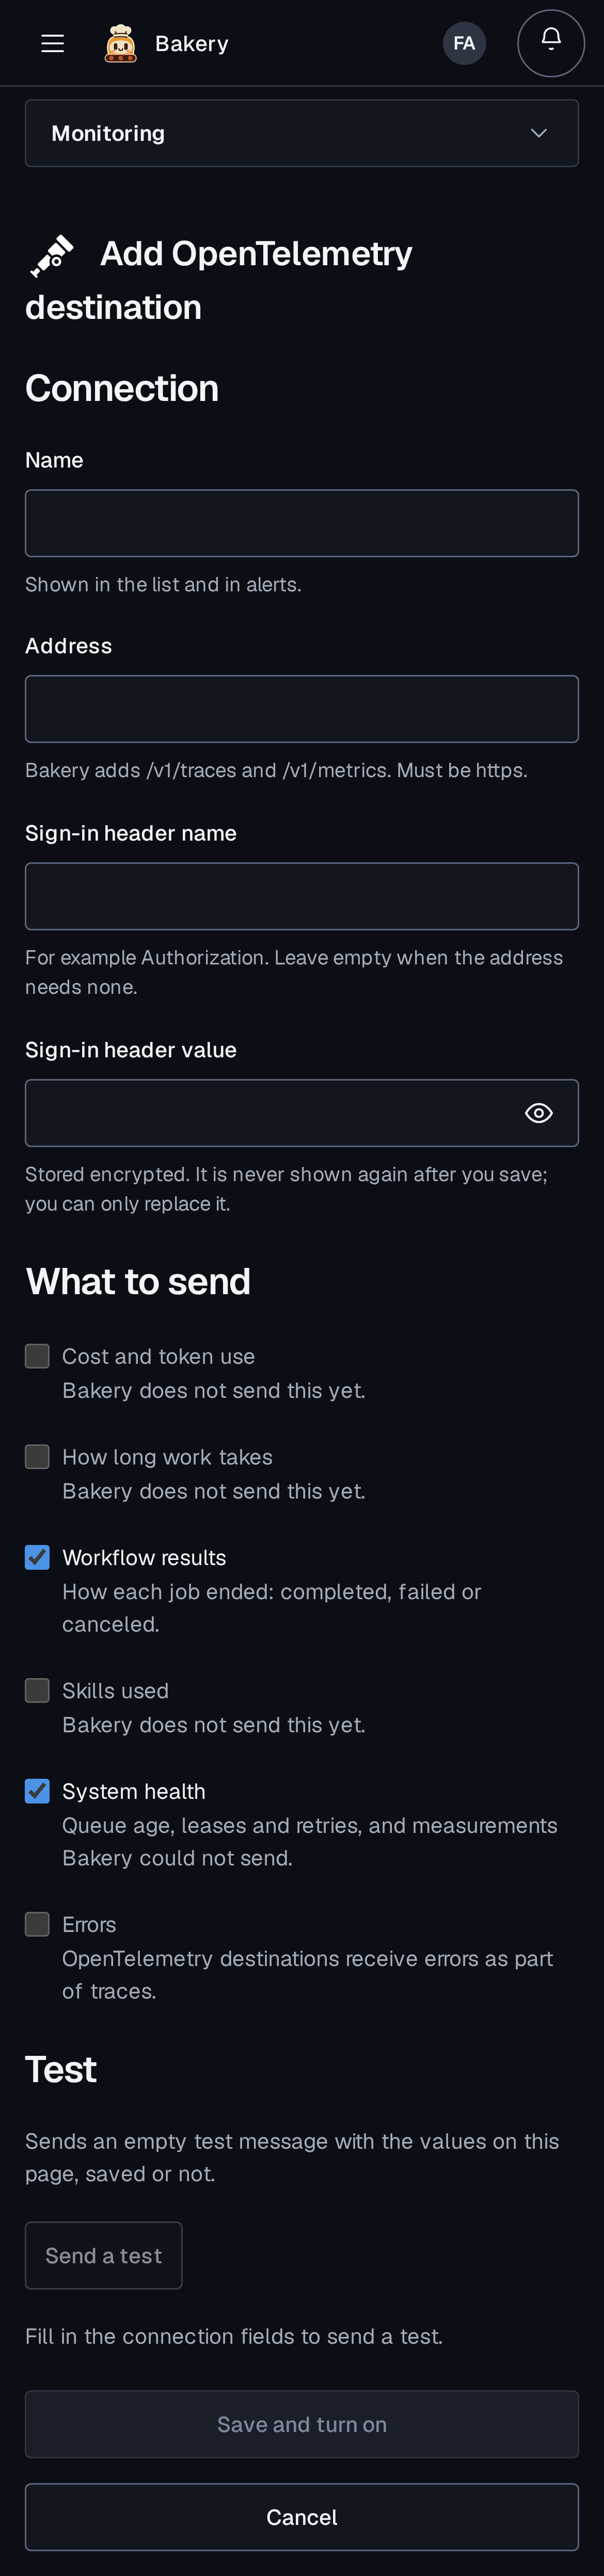 Bakery
FA
Monitoring
Add OpenTelemetry
destination
Connection
Name
Shown in the list and in alerts.
Address
Bakery adds /v1/traces and /v1/metrics. Must be https.
Sign-in header name
For example Authorization. Leave empty when the address
needs none.
Sign-in header value
Stored encrypted. It is never shown again after you save;
you can only replace it.
What to send
Cost and token use
Bakery does not send this yet.
How long work takes
Bakery does not send this yet.
Workflow results
How each job ended: completed, failed or
canceled.
Skills used
Bakery does not send this yet.
System health
Queue age, leases and retries, and measurements
Bakery could not send.
Errors
OpenTelemetry destinations receive errors as part
of traces.
Test
Sends an empty test message with the values on this
page, saved or not.
Send a test
Fill in the connection fields to send a test.
Save and turn on
Cancel